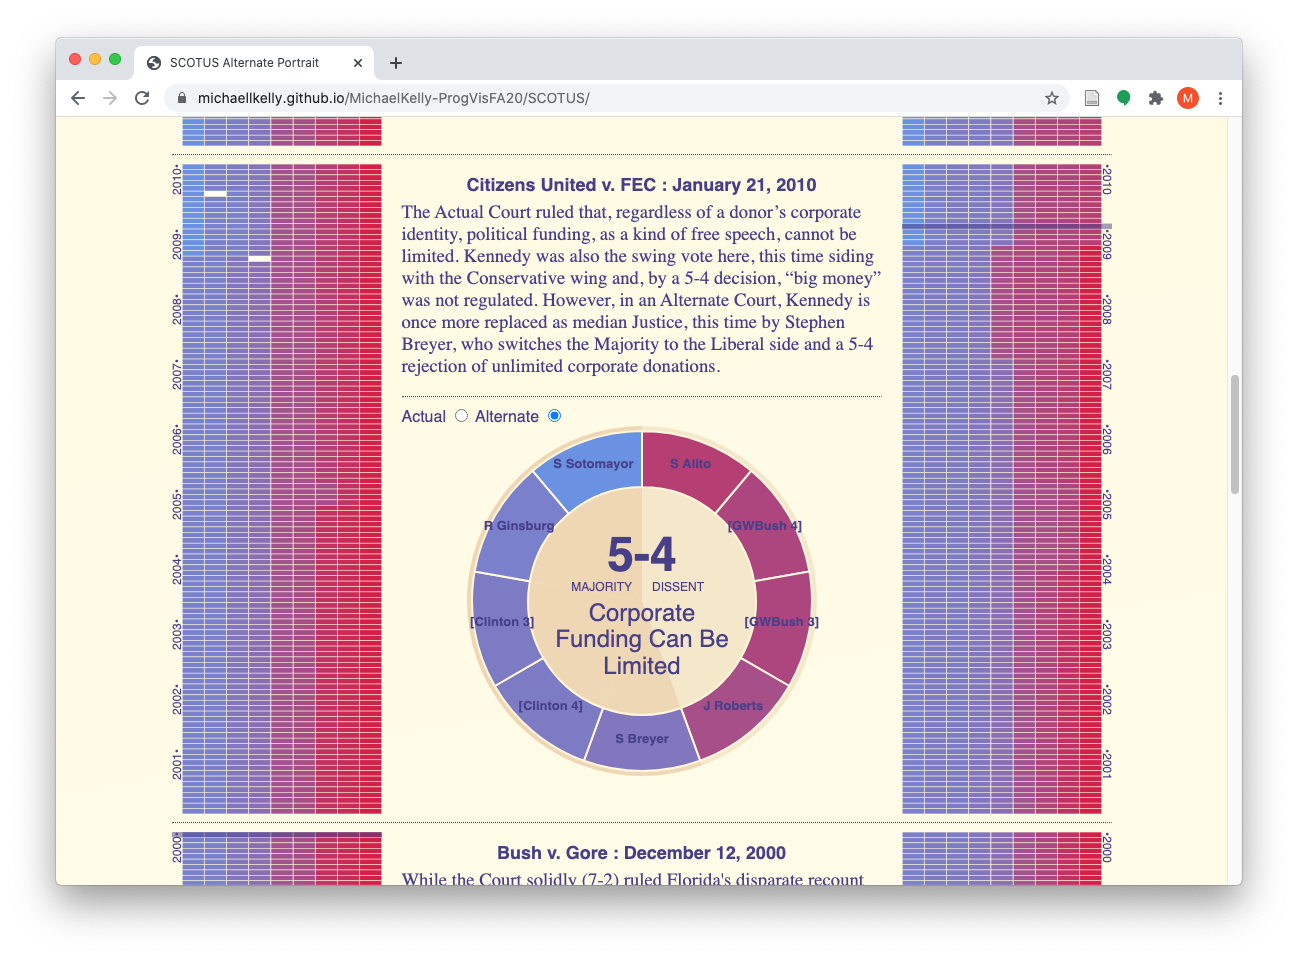 SCOTUS Alternate Portrait
michaellkelly.github.io/MichaelKelly-ProgVisFA20/SCOTUS/
M
2010
2009
2008
2007
2006
2005
2004
2003
2002
2001
2000
Citizens United v. FEC : January 21, 2010
The Actual Court ruled that, regardless of a donor’s corporate
identity, political funding, as a kind of free speech, cannot be
limited. Kennedy was also the swing vote here, this time siding
with the Conservative wing and, by a 5-4 decision, “big money”
was not regulated. However, in an Alternate Court, Kennedy is
once more replaced as median Justice, this time by Stephen
Breyer, who switches the Majority to the Liberal side and a 5-4
rejection of unlimited corporate donations.
Actual Alternate
S Sotomayor S Alito
R Ginsburg [GWBush 4]
5-4
MAJORITY DISSENT
Corporate
Funding Can Be
Limited
[Clinton 3] [GWBush 3]
[Clinton 4] J Roberts
S Breyer
Bush v. Gore : December 12, 2000
While the Court solidly (7-2) ruled Florida's disparate recount
2010
2009
2008
2007
2006
2005
2004
2003
2002
2001
2000